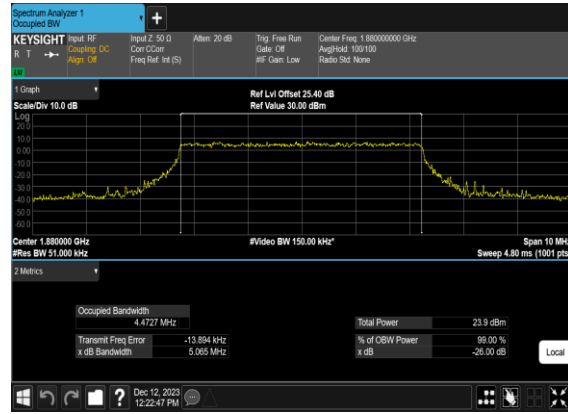 Spectrum Analyzer 1
Occupied BW
+
KEYSIGHT Input: RF Input Z: 50 Ω Atten: 20 dB Trig: Free Run Center Freq: 1.880000000 GHz
R T Coupling: DC Corr CCorr Gate: Off Avg|Hold: 100/100
Align: Off Freq Ref: Int (S) #IF Gain: Low Radio Std: None
1 Graph
Ref Lvl Offset 25.40 dB
Scale/Div 10.0 dB Ref Value 30.00 dBm
Log
20.0
10.0
0.00
-10.0
-20.0
-30.0
-40.0
-50.0
-60.0
Center 1.880000 GHz #Video BW 150.00 kHz* Span 10 MHz
#Res BW 51.000 kHz Sweep 4.80 ms (1001 pts
2 Metrics
Occupied Bandwidth
4.4727 MHz Total Power 23.9 dBm
Transmit Freq Error -13.894 kHz % of OBW Power 99.00 %
x dB Bandwidth 5.065 MHz x dB -26.00 dB
Local
? Dec 12, 2023
12:22:47 PM